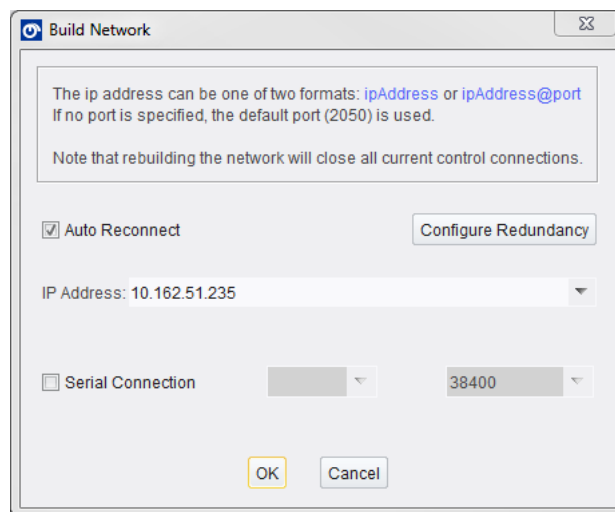 Build Network
The ip address can be one of two formats: ipAddress or ipAddress@port
If no port is specified, the default port (2050) is used.
Note that rebuilding the network will close all current control connections.
Auto Reconnect
Configure Redundancy
IP Address: 10.162.51.235
Serial Connection
38400
OK
Cancel